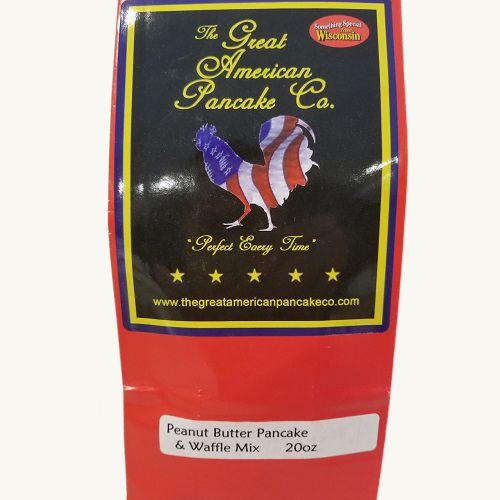 The Great
American
Pancake Co.
Something Special
from
Wisconsin
"Perfect Every Time"
www.thegreatamericanpancakeco.com
Peanut Butter Pancake
& Waffle Mix 20oz